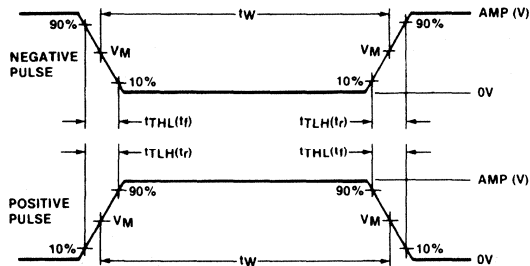 tW
AMP (V)
90%
90%
NEGATIVE
PULSE
VM
VM
10%
10%
0V
tTHL(tf)
tTLH(tr)
tTLH(tr)
tTHL(tf)
AMP (V)
90%
90%
POSITIVE
PULSE
VM
VM
10%
10%
tW
0V